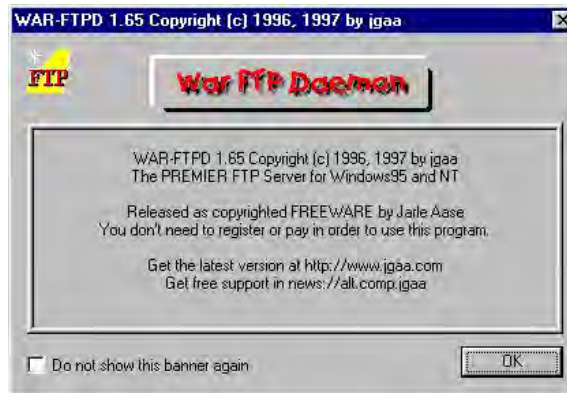 WAR-FTPD 1.65 Copyright (c) 1996, 1997 by jgaa
FTP
War FTP Daemon
WAR-FTPD 1.65 Copyright (c) 1996, 1997 by jgaa
The PREMIER FTP Server for Windows95 and NT
Released as copyrighted FREEWARE by Jarle Aase
You don't need to register or pay in order to use this program.
Get the latest version at http://www.jgaa.com
Get free support in news://alt.comp.jgaa
Do not show this banner again
OK